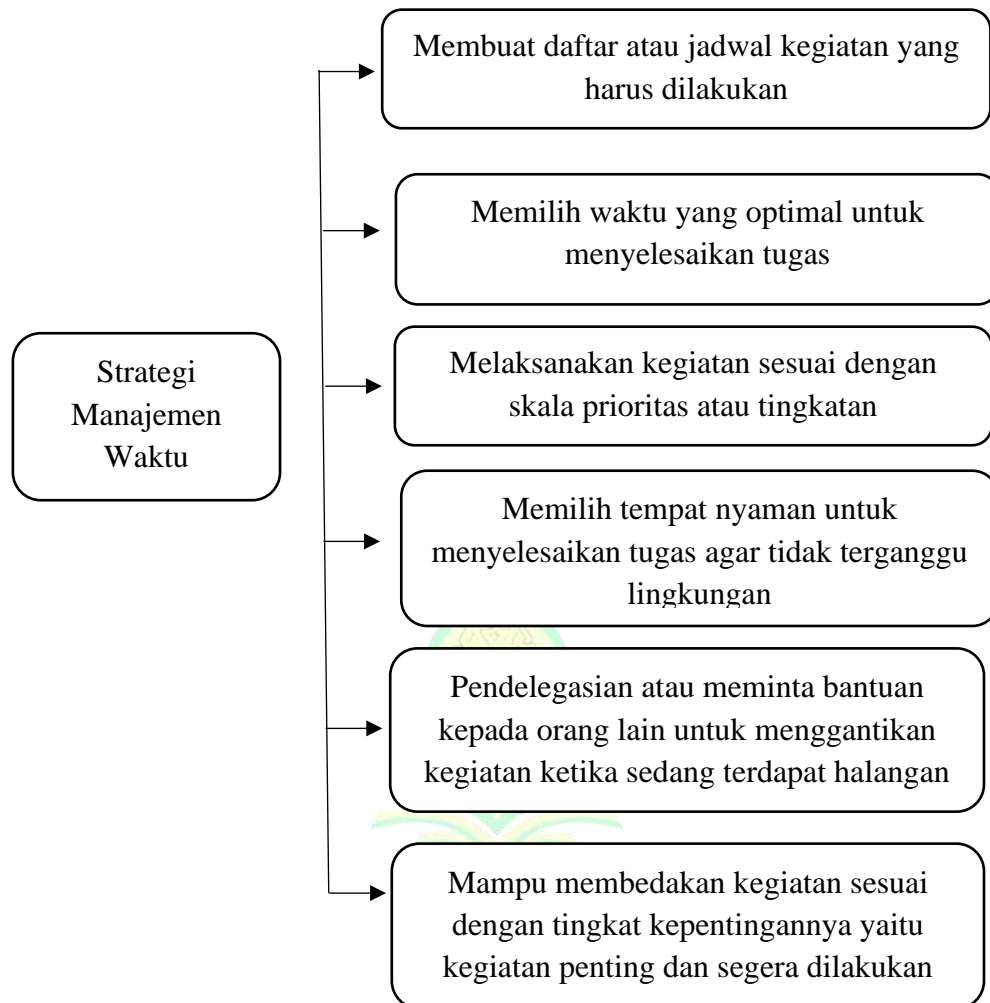 Membuat daftar atau jadwal kegiatan yang
harus dilakukan
Memilih waktu yang optimal untuk
menyelesaikan tugas
Strategi
Manajemen
Waktu
Melaksanakan kegiatan sesuai dengan
skala prioritas atau tingkatan
Memilih tempat nyaman untuk
menyelesaikan tugas agar tidak terganggu
lingkungan
Pendelegasian atau meminta bantuan
kepada orang lain untuk menggantikan
kegiatan ketika sedang terdapat halangan
Mampu membedakan kegiatan sesuai
dengan tingkat kepentingannya yaitu
kegiatan penting dan segera dilakukan